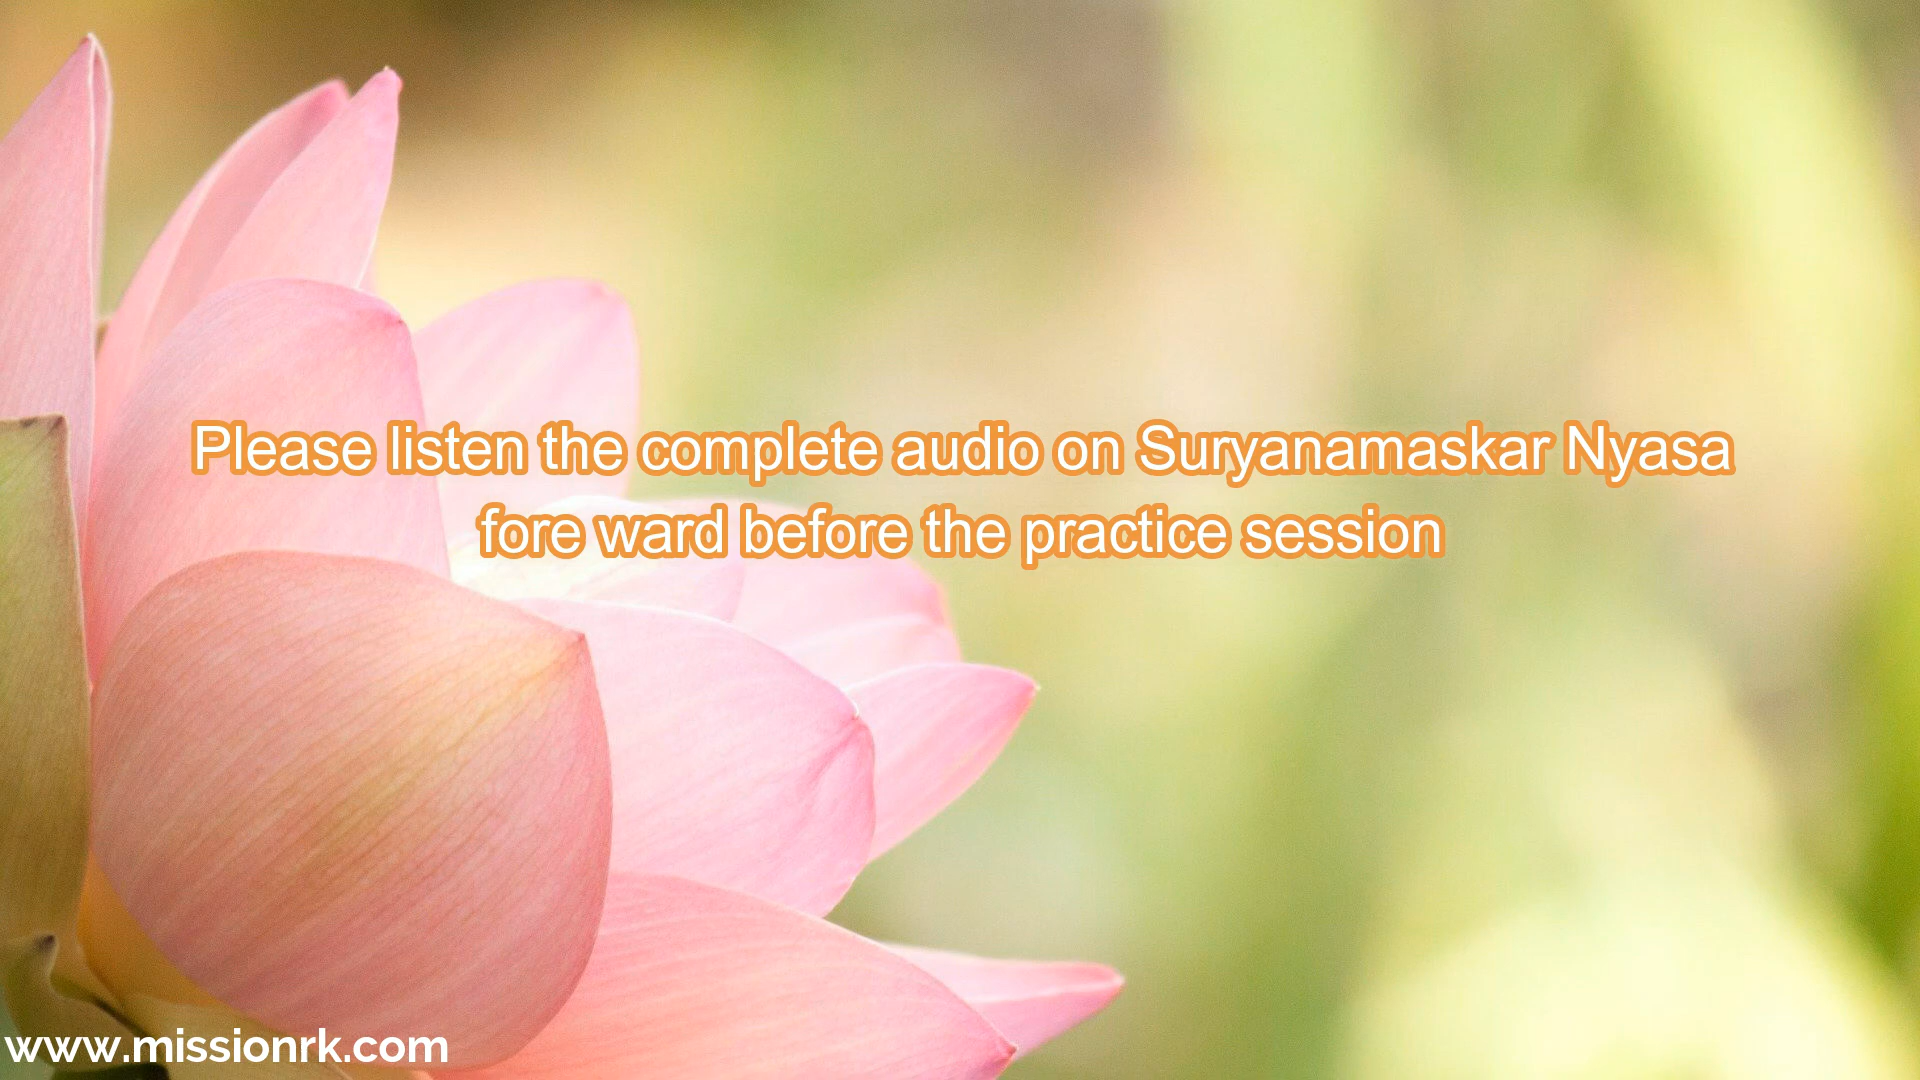 Please listen the complete audio on Suryanamaskar Nyasa
fore ward before the practice session
www.missionrk.com